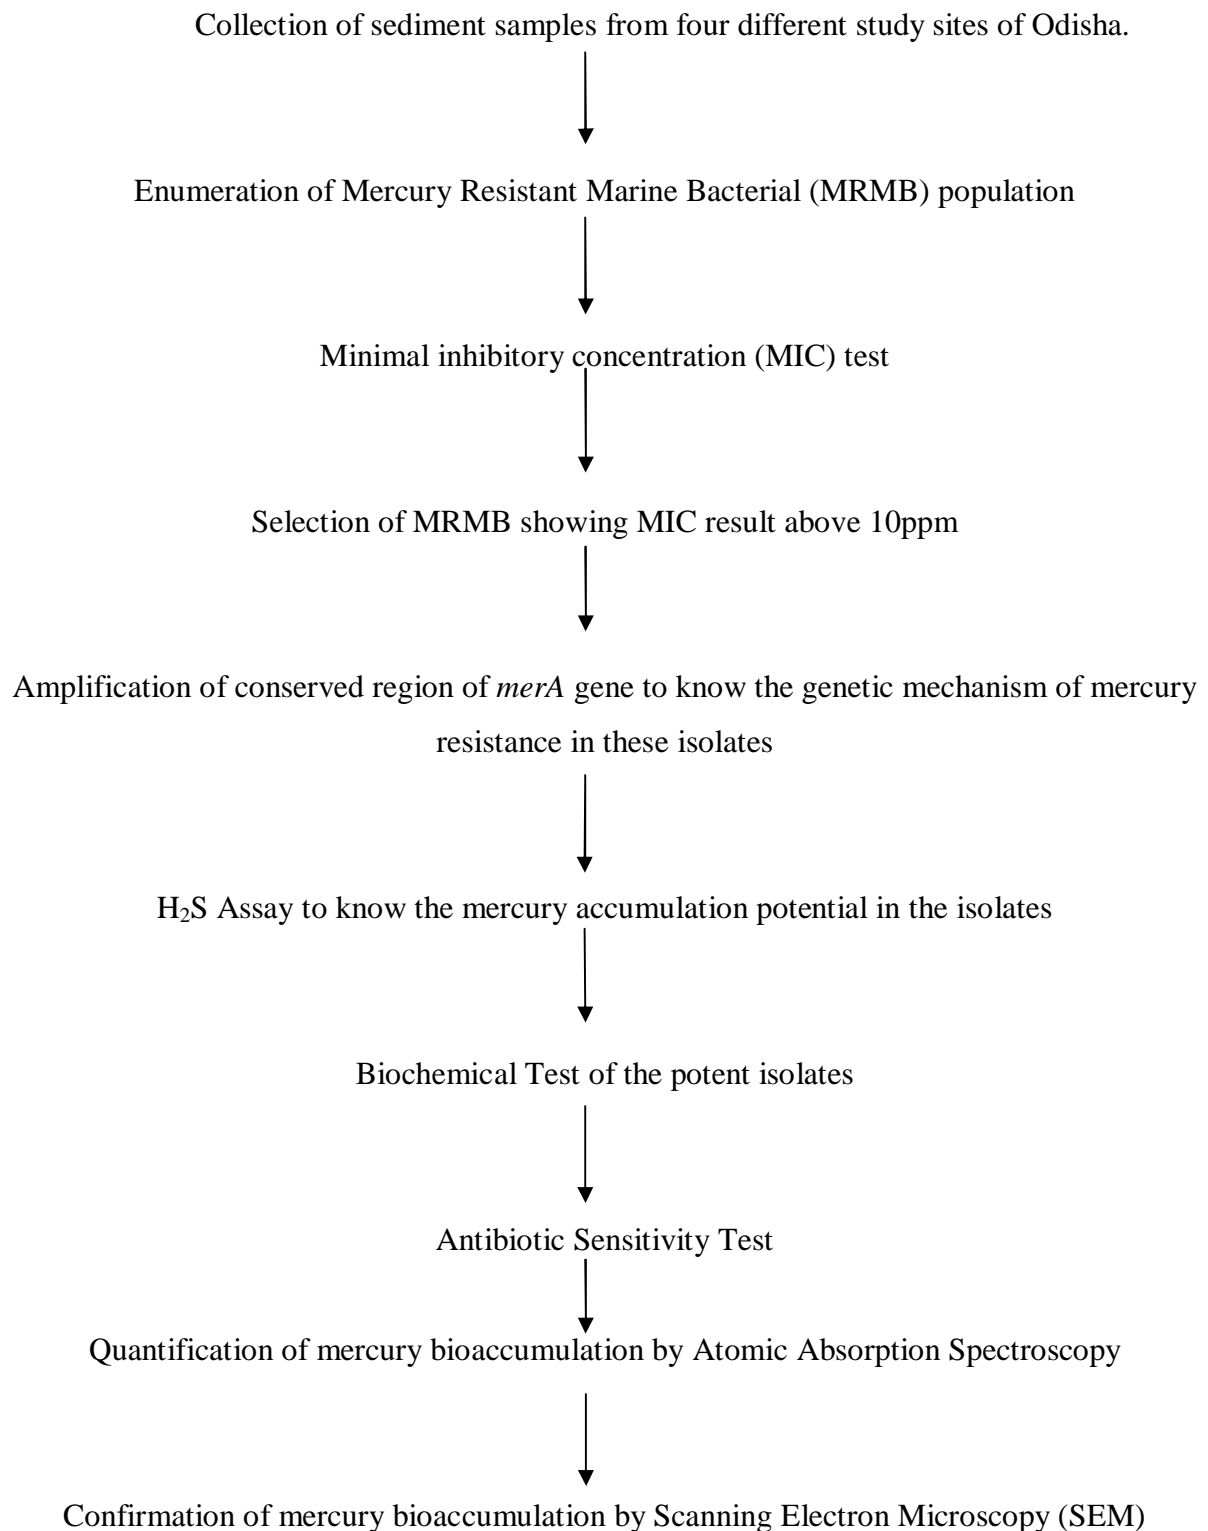 Collection of sediment samples from four different study sites of Odisha.
Enumeration of Mercury Resistant Marine Bacterial (MRMB) population
Minimal inhibitory concentration (MIC) test
Selection of MRMB showing MIC result above 10ppm
Amplification of conserved region of merA gene to know the genetic mechanism of mercury
resistance in these isolates
H₂S Assay to know the mercury accumulation potential in the isolates
Biochemical Test of the potent isolates
Antibiotic Sensitivity Test
Quantification of mercury bioaccumulation by Atomic Absorption Spectroscopy
Confirmation of mercury bioaccumulation by Scanning Electron Microscopy (SEM)